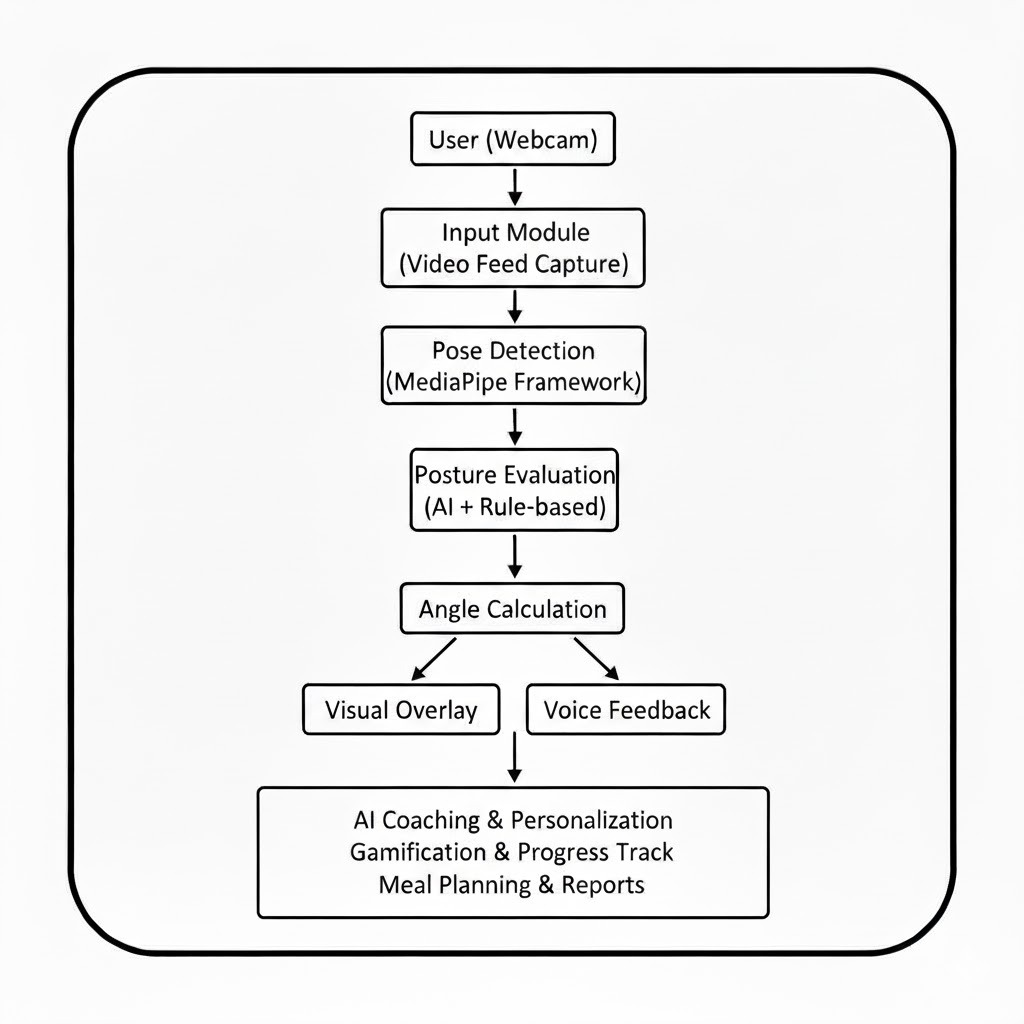 User (Webcam)
Input Module
(Video Feed Capture)
Pose Detection
(MediaPipe Framework)
Posture Evaluation
(AI + Rule-based)
Angle Calculation
Visual Overlay
Voice Feedback
AI Coaching & Personalization
Gamification & Progress Track
Meal Planning & Reports